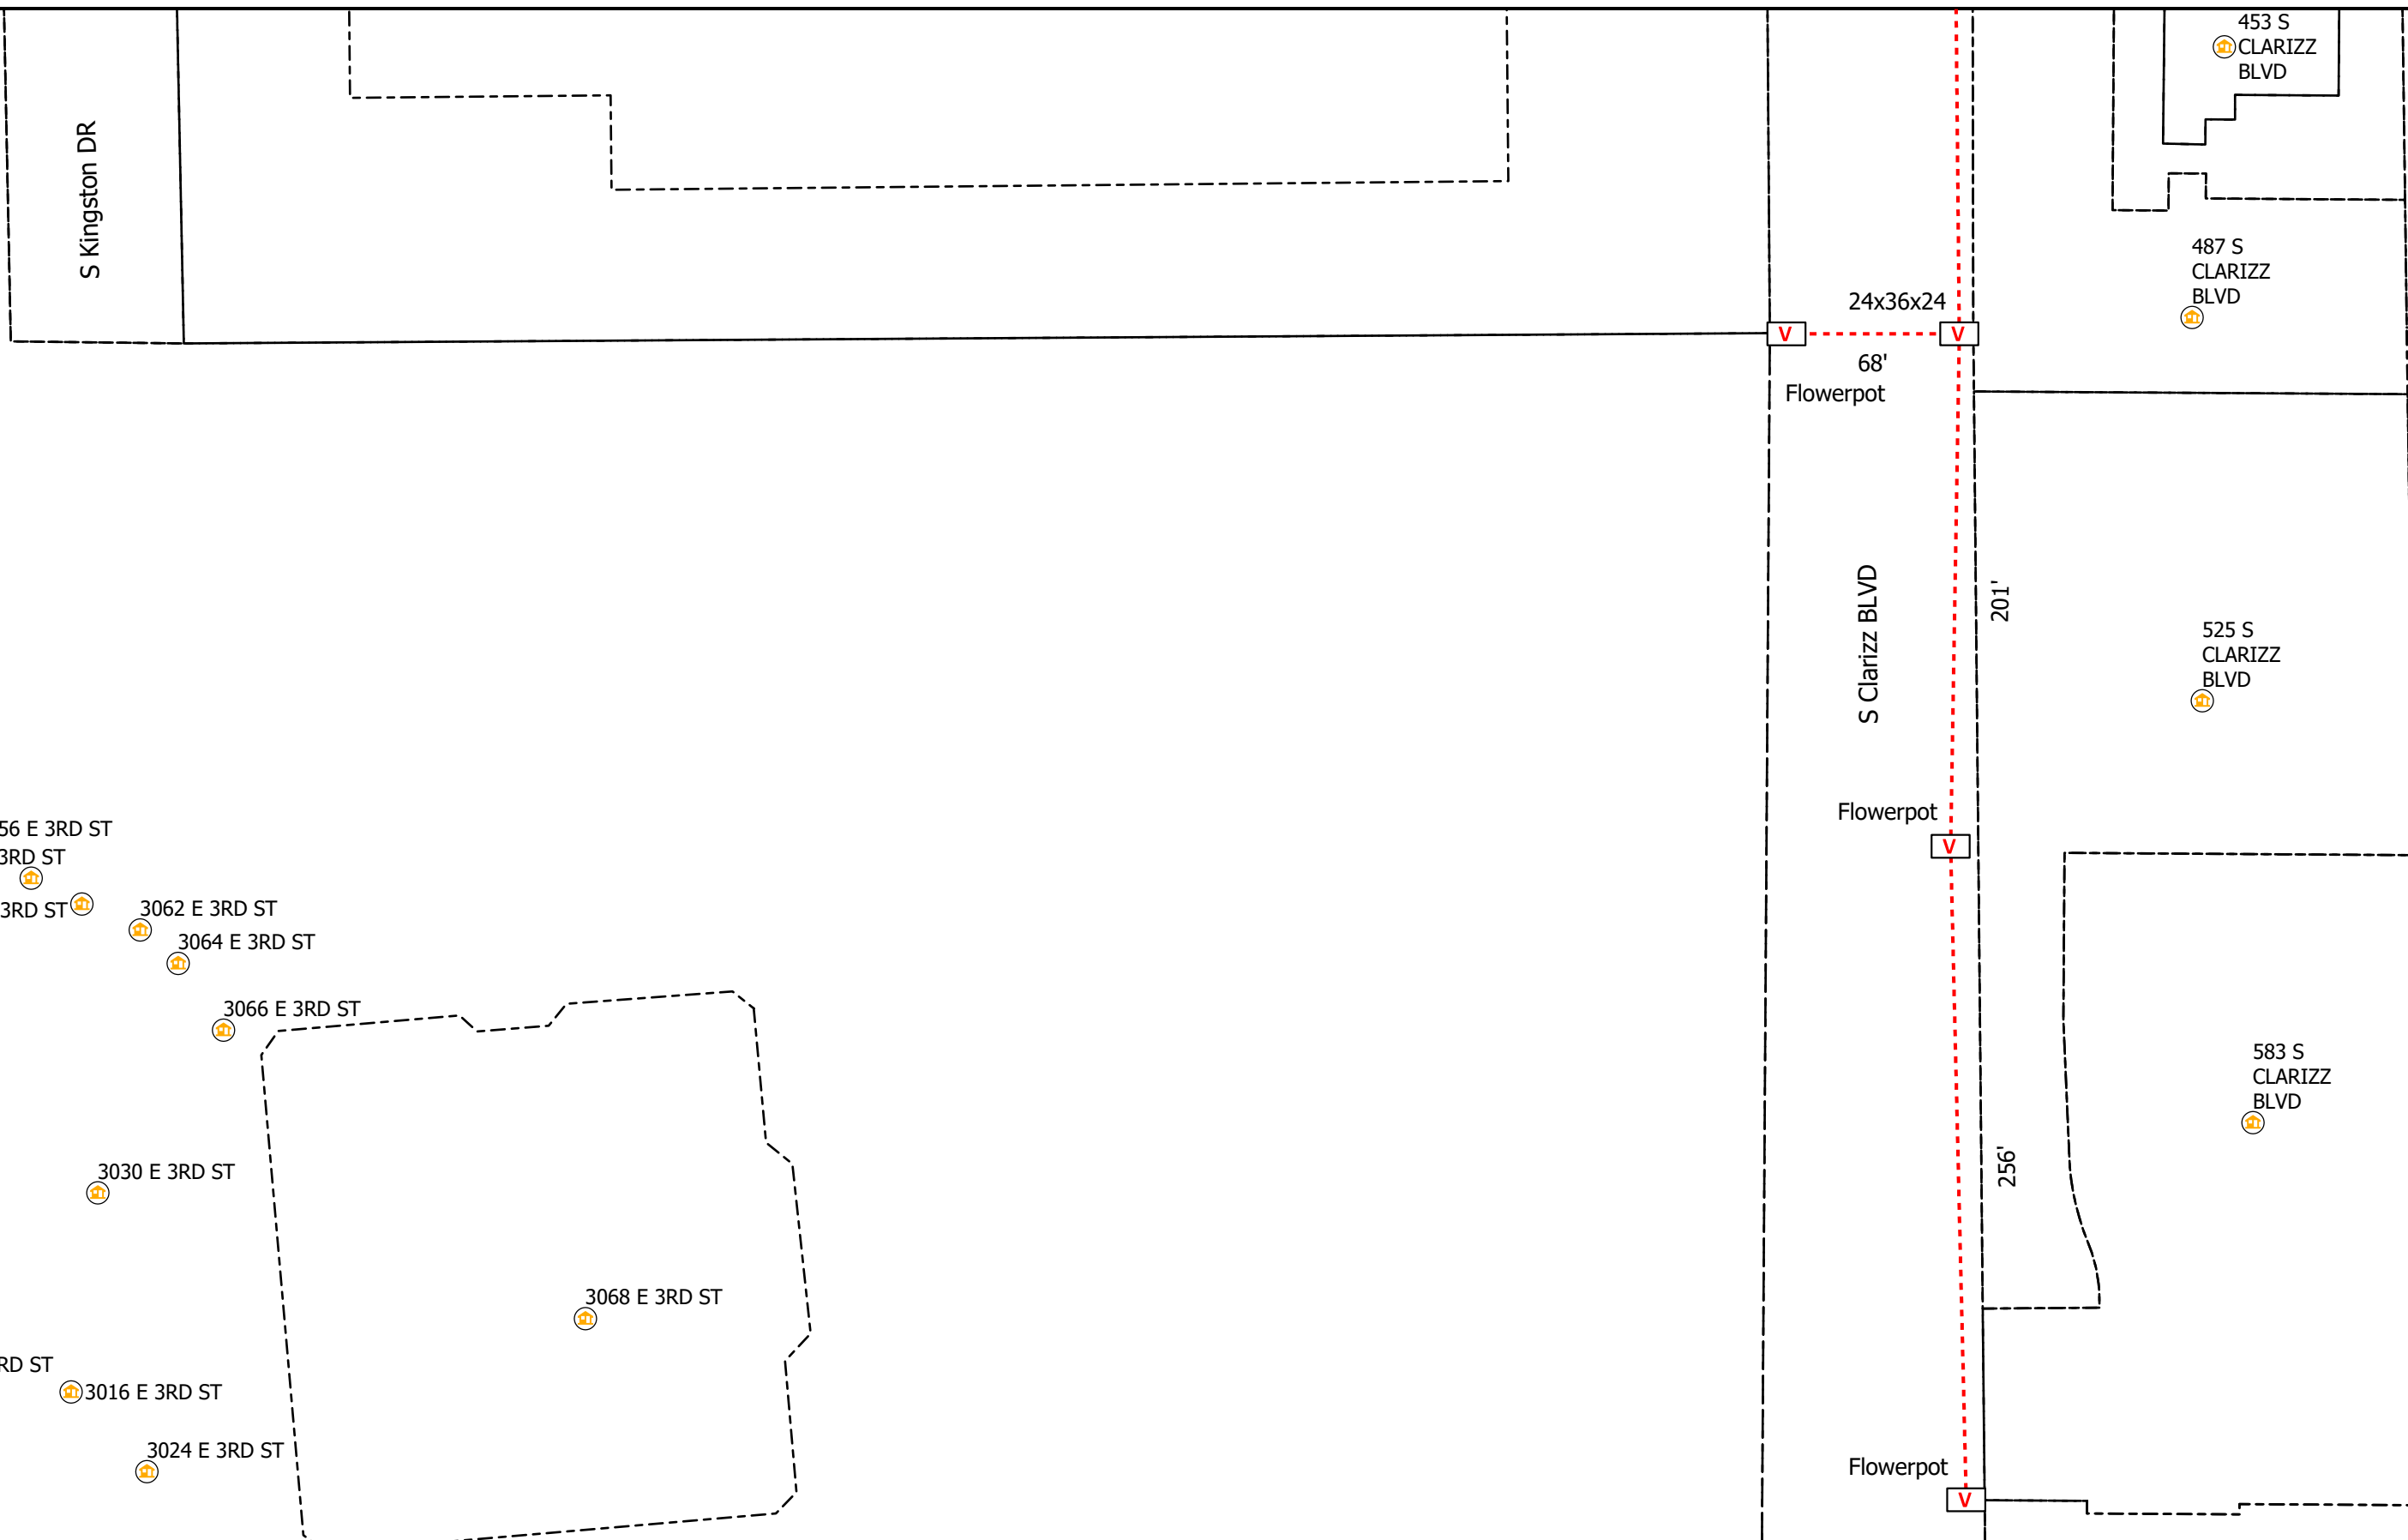 453 S
CLARIZZ
BLVD
S Kingston DR
487 S
CLARIZZ
BLVD
24x36x24
V
V
68'
Flowerpot
S Clarizz BLVD
201'
525 S
CLARIZZ
BLVD
Flowerpot
V
56 E 3RD ST
3RD ST
3RD ST
3062 E 3RD ST
3064 E 3RD ST
3066 E 3RD ST
583 S
CLARIZZ
BLVD
256'
3030 E 3RD ST
3068 E 3RD ST
RD ST
3016 E 3RD ST
3024 E 3RD ST
Flowerpot
V